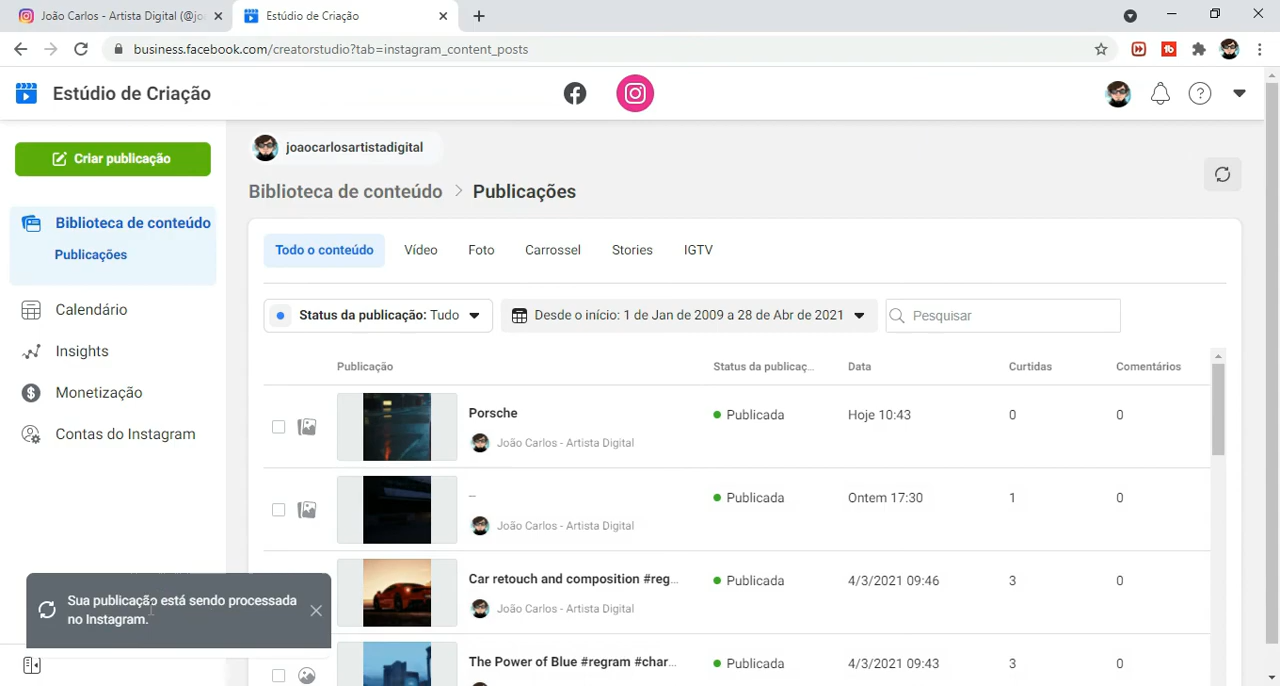 João Carlos - Artista Digital (@jo
Estúdio de Criação
business.facebook.com/creatorstudio?tab=instagram_content_posts
Estúdio de Criação
Criar publicação
joaocarlosartistadigital
Biblioteca de conteúdo > Publicações
Biblioteca de conteúdo
Publicações
Calendário
Insights
Monetização
Contas do Instagram
Todo o conteúdo
Vídeo
Foto
Carrossel
Stories
IGTV
Status da publicação: Tudo
Desde o início: 1 de Jan de 2009 a 28 de Abr de 2021
Pesquisar
Publicação
Status da publicaç...
Data
Curtidas
Comentários
Porsche
João Carlos - Artista Digital
Publicada
Hoje 10:43
0
0
--
João Carlos - Artista Digital
Publicada
Ontem 17:30
1
0
Car retouch and composition #reg...
João Carlos - Artista Digital
Publicada
4/3/2021 09:46
3
0
The Power of Blue #regram #char...
Publicada
4/3/2021 09:43
3
0
Sua publicação está sendo processada
no Instagram.